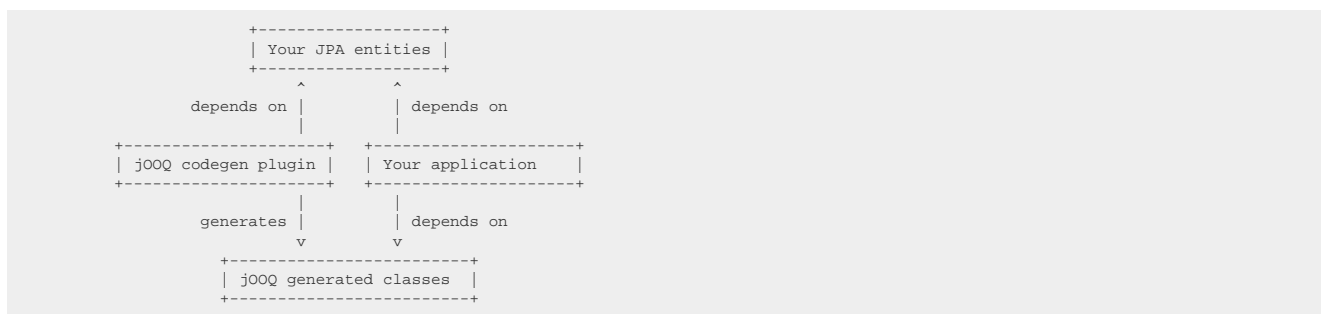 +-------------------+
| Your JPA entities |
+-------------------+
^         ^
depends on |         | depends on
|         |
+---------------------+   +---------------------+
| jOOQ codegen plugin |   | Your application    |
+---------------------+   +---------------------+
|         |
generates |         | depends on
v         v
+-------------------------+
| jOOQ generated classes  |
+-------------------------+